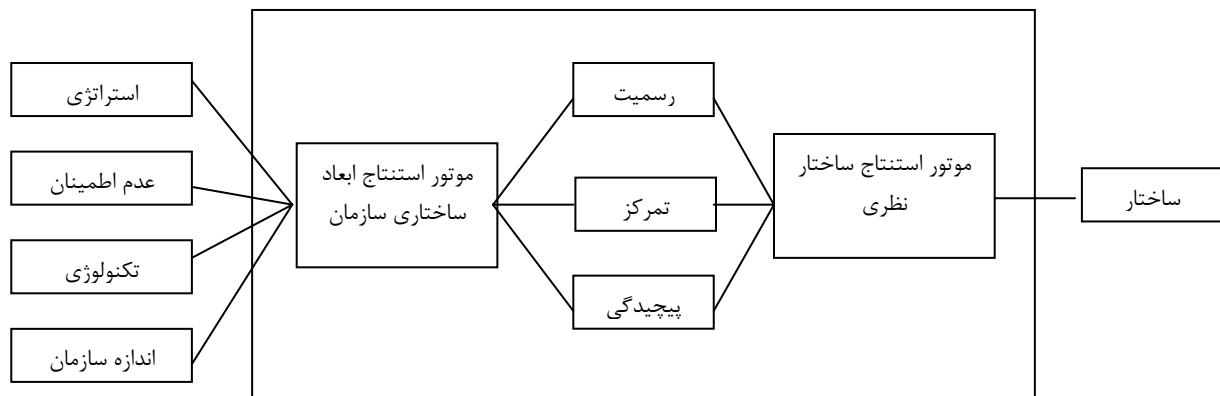 استراتژی
عدم اطمینان
تکنولوژی
اندازه سازمان
موتور استنتاج ابعاد
ساختاری سازمان
رسمیت
تمرکز
پیچیدگی
موتور استنتاج ساختار
نظری
ساختار